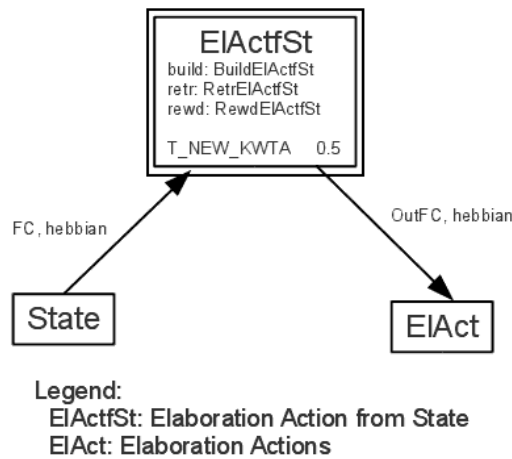 ElActfSt
build: BuildElActfSt
retr: RetrElActfSt
rewd: RewdElActfSt
T_NEW_KWTA 0.5
FC, hebbian
OutFC, hebbian
State
ElAct
Legend:
ElActfSt: Elaboration Action from State
ElAct: Elaboration Actions